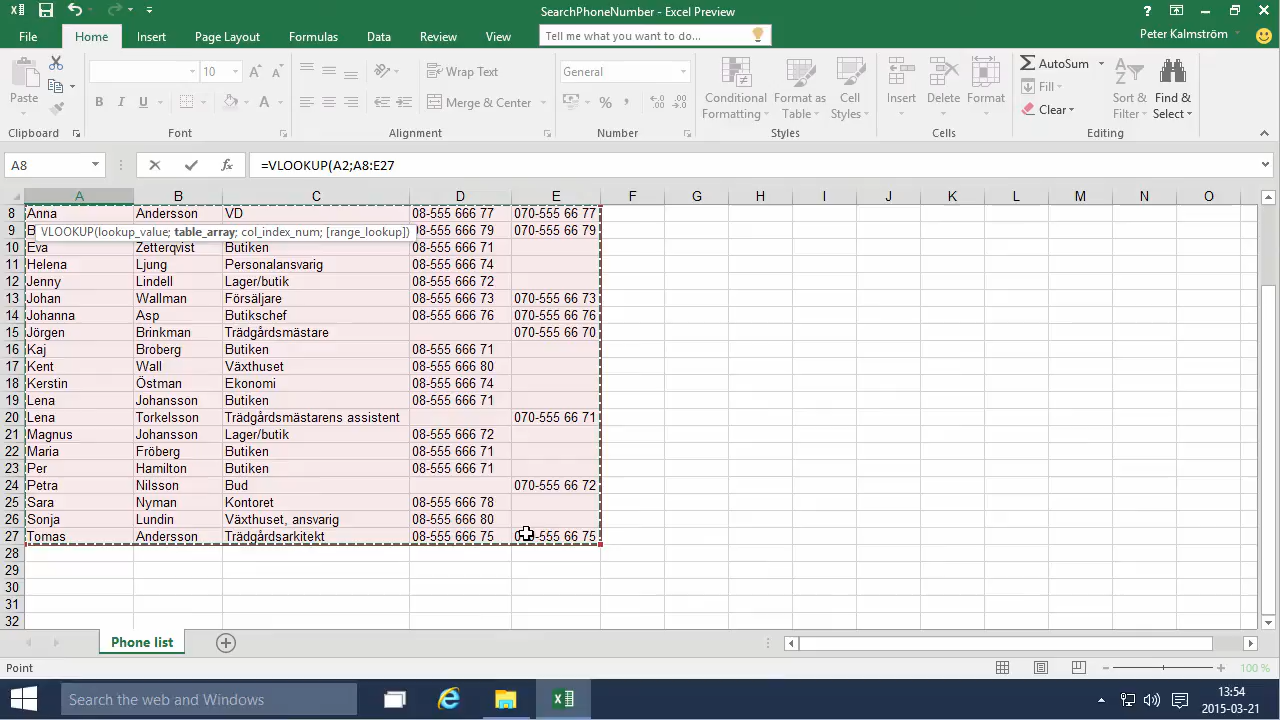 SearchPhoneNumber - Excel Preview
File Home Insert Page Layout Formulas Data Review View Tell me what you want to do... Peter Kalmström
Paste 10 Wrap Text General Conditional Formatting Format as Table Cell Styles Insert Delete Format AutoSum Fill Clear Sort & Filter Find & Select
B I U Merge & Center % ,
Clipboard Font Alignment Number Styles Cells Editing
A8 fx =VLOOKUP(A2;A8:E27
A B C D E F G H I J K L M N O
8 Anna Andersson VD 08-555 666 77 070-555 66 77
VLOOKUP(lookup_value; table_array; col_index_num; [range_lookup])
9 B 666 79 070-555 66 79
10 Eva Zetterqvist Butiken 08-555 666 71
11 Helena Ljung Personalansvarig 08-555 666 74
12 Jenny Lindell Lager/butik 08-555 666 72
13 Johan Wallman Försäljare 08-555 666 73 070-555 66 73
14 Johanna Asp Butikschef 08-555 666 76 070-555 66 76
15 Jörgen Brinkman Trädgårdsmästare 070-555 66 70
16 Kaj Broberg Butiken 08-555 666 71
17 Kent Wall Växthuset 08-555 666 80
18 Kerstin Östman Ekonomi 08-555 666 74
19 Lena Johansson Butiken 08-555 666 71
20 Lena Torkelsson Trädgårdsmästarens assistent 070-555 66 71
21 Magnus Johansson Lager/butik 08-555 666 72
22 Maria Fröberg Butiken 08-555 666 71
23 Per Hamilton Butiken 08-555 666 71
24 Petra Nilsson Bud 070-555 66 72
25 Sara Nyman Kontoret 08-555 666 78
26 Sonja Lundin Växthuset, ansvarig 08-555 666 80
27 Tomas Andersson Trädgårdsarkitekt 08-555 666 75 070-555 66 75
28
29
30
31
32
Phone list
Point 100 %
Search the web and Windows
13:54
2015-03-21